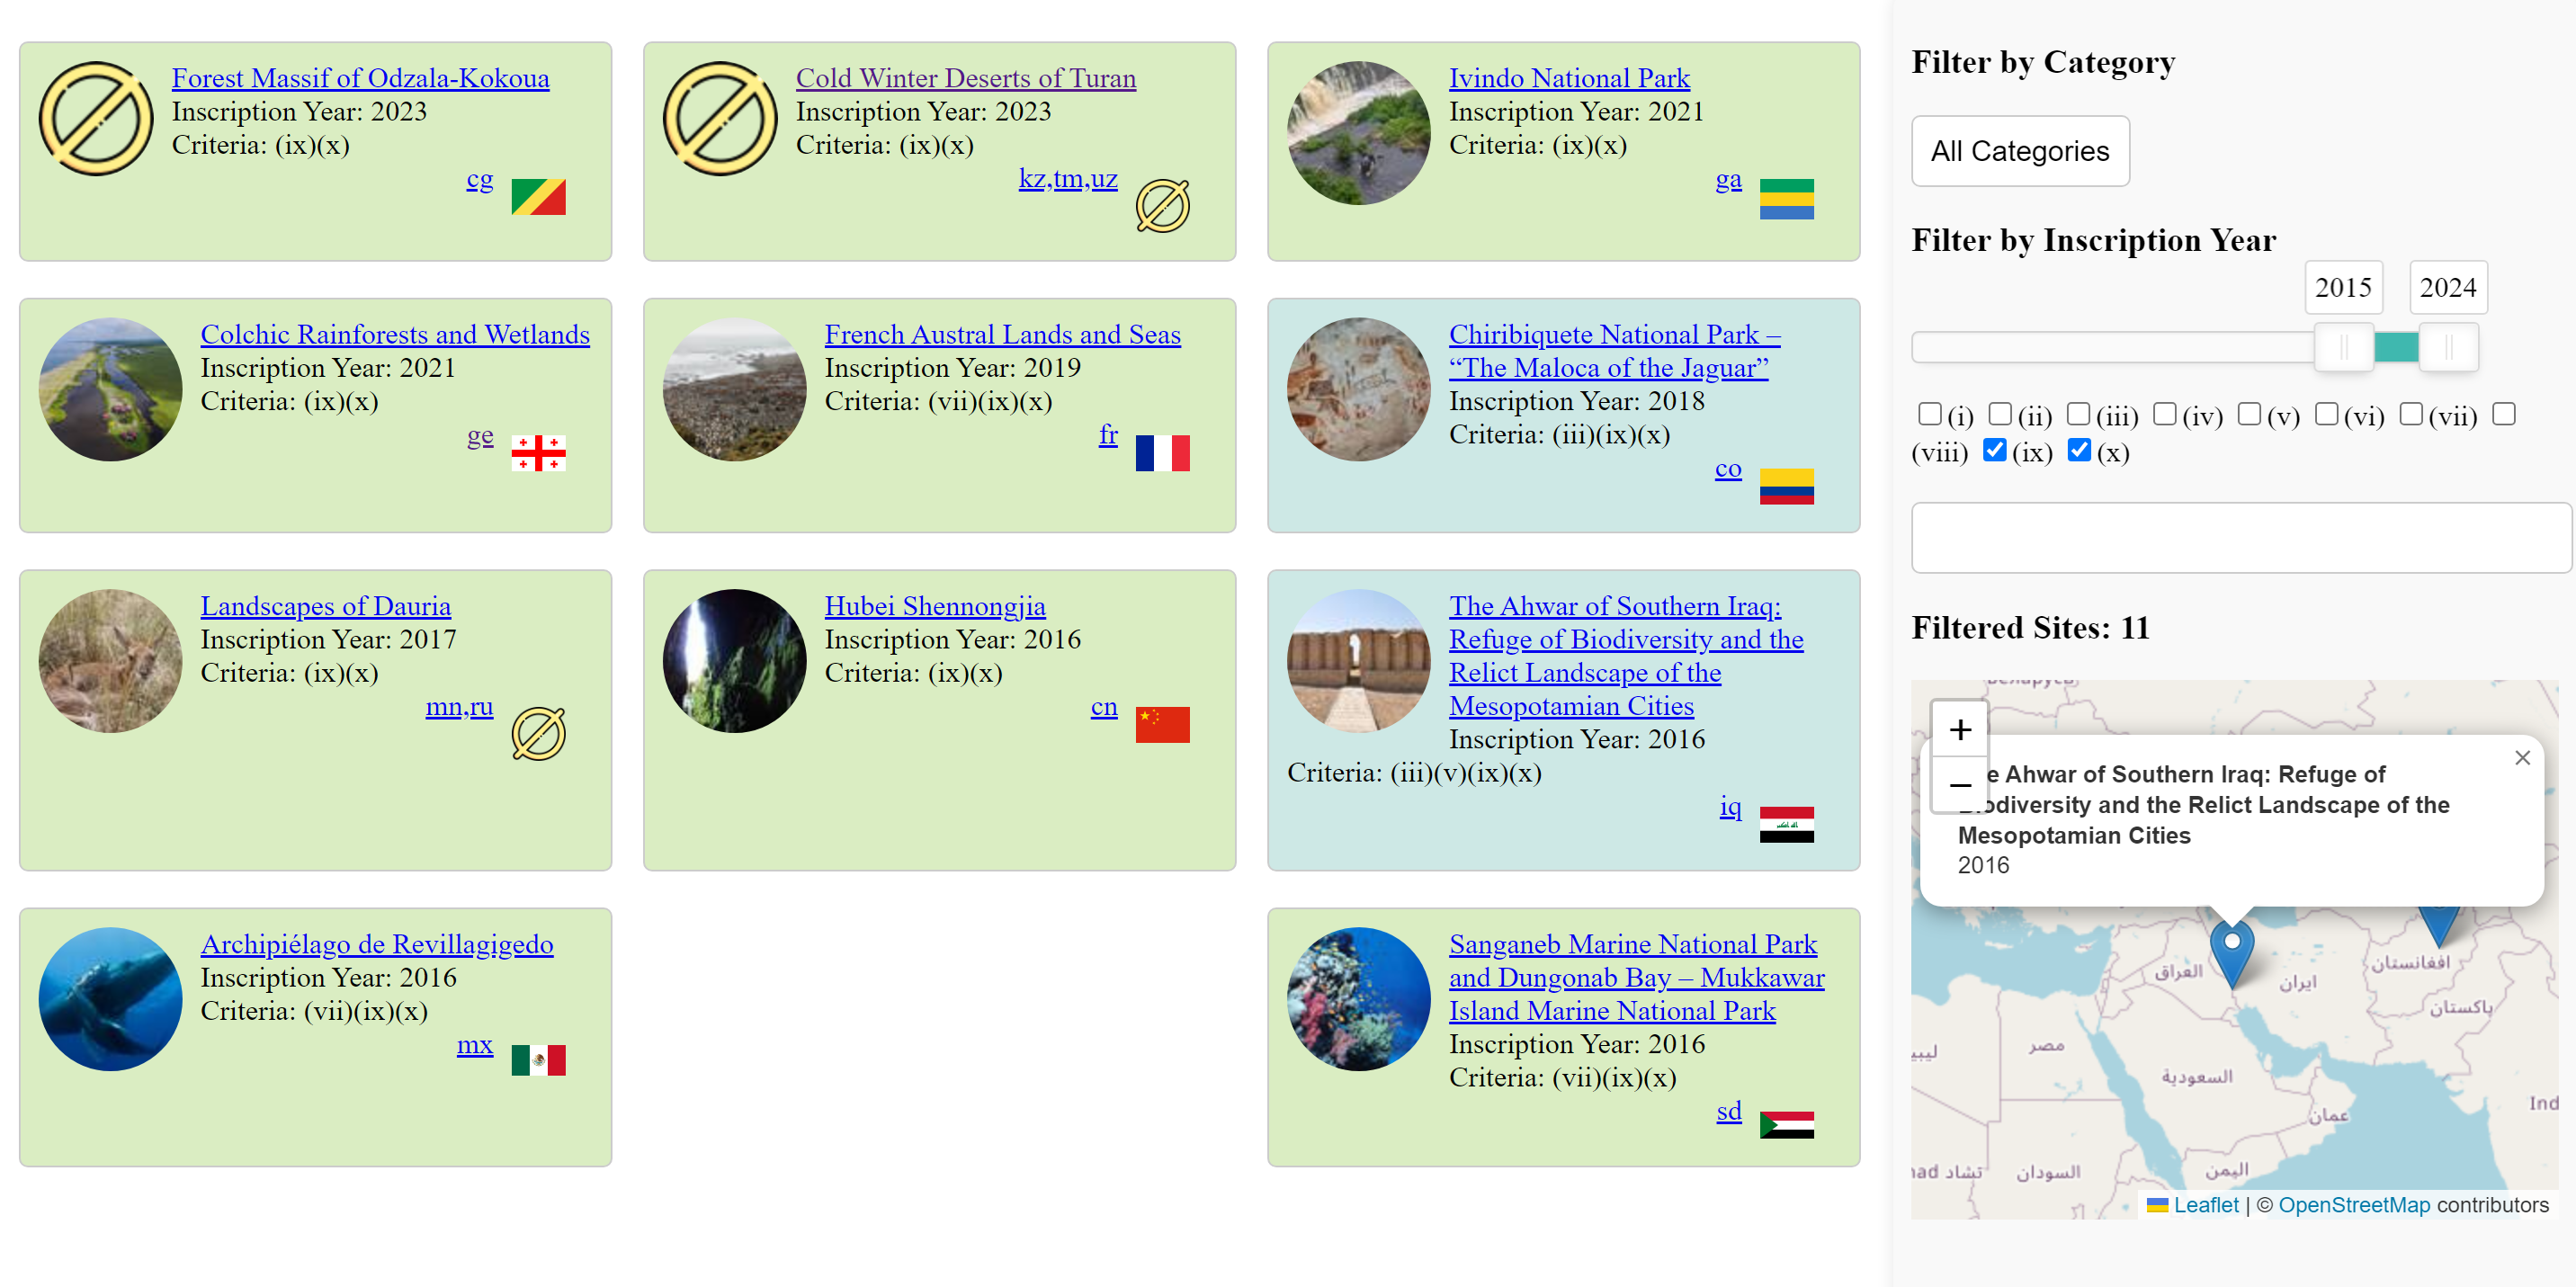 Forest Massif of Odzala-Kokoua
Inscription Year: 2023
Criteria: (ix)(x)
cg
Cold Winter Deserts of Turan
Inscription Year: 2023
Criteria: (ix)(x)
kz,tm,uz
Ivindo National Park
Inscription Year: 2021
Criteria: (ix)(x)
ga
Colchic Rainforests and Wetlands
Inscription Year: 2021
Criteria: (ix)(x)
ge
French Austral Lands and Seas
Inscription Year: 2019
Criteria: (vii)(ix)(x)
fr
Chiribiquete National Park –
“The Maloca of the Jaguar”
Inscription Year: 2018
Criteria: (iii)(ix)(x)
co
Landscapes of Dauria
Inscription Year: 2017
Criteria: (ix)(x)
mn,ru
Hubei Shennongjia
Inscription Year: 2016
Criteria: (ix)(x)
cn
The Ahwar of Southern Iraq:
Refuge of Biodiversity and the
Relict Landscape of the
Mesopotamian Cities
Inscription Year: 2016
Criteria: (iii)(v)(ix)(x)
iq
Archipiélago de Revillagigedo
Inscription Year: 2016
Criteria: (vii)(ix)(x)
mx
Sanganeb Marine National Park
and Dungonab Bay – Mukkawar
Island Marine National Park
Inscription Year: 2016
Criteria: (vii)(ix)(x)
sd
Filter by Category
All Categories
Filter by Inscription Year
2015 2024
(i) (ii) (iii) (iv) (v) (vi) (vii)
(viii) (ix) (x)
Filtered Sites: 11
+
−
×
e Ahwar of Southern Iraq: Refuge of
Biodiversity and the Relict Landscape of the
Mesopotamian Cities
2016
افغانستان
العراق
ايران
پاکستان
مصر
ليبي
السعودية
Ind
عمان
اليمن
السودان
had تشاد
Leaflet | © OpenStreetMap contributors